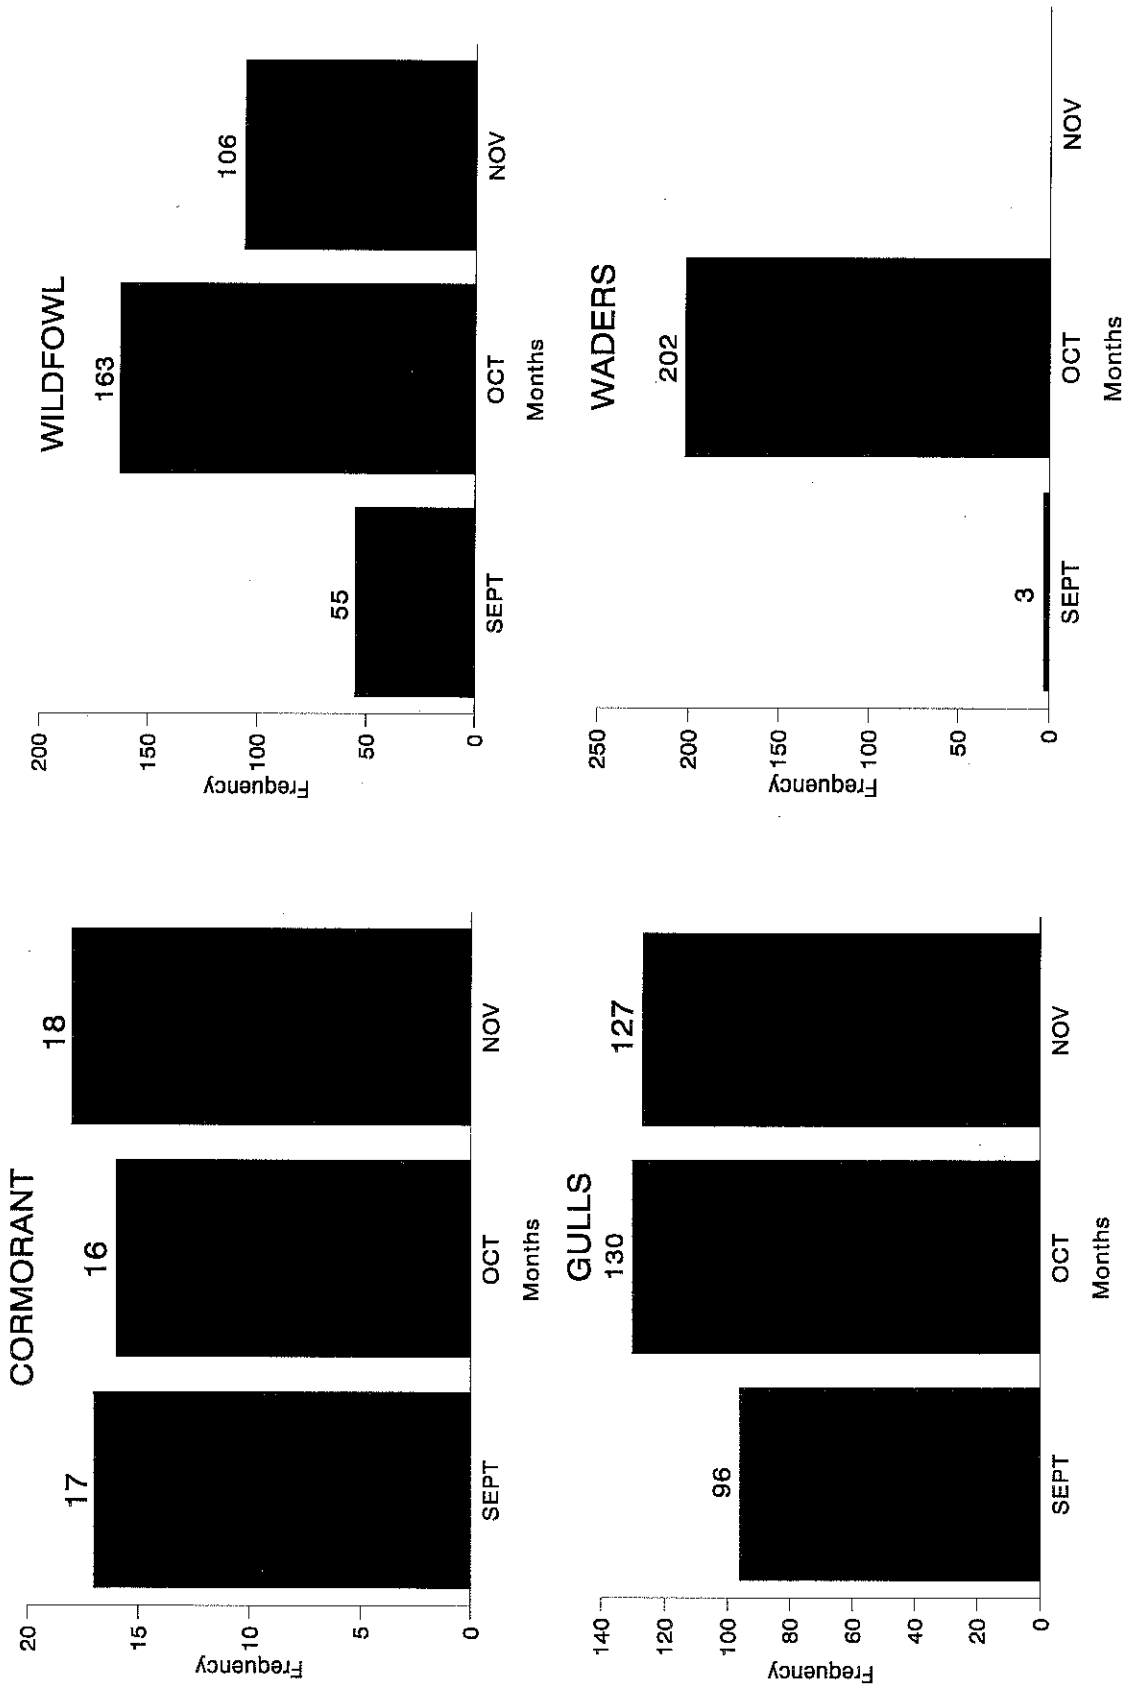 CORMORANT
Frequency
20
15
10
5
0
17
16
18
SEPT
OCT
NOV
Months
WILDFOWL
Frequency
200
150
100
50
0
55
163
106
SEPT
OCT
NOV
Months
GULLS
Frequency
140
120
100
80
60
40
20
0
96
130
127
SEPT
OCT
NOV
Months
WADERS
Frequency
250
200
150
100
50
0
3
202
SEPT
OCT
NOV
Months